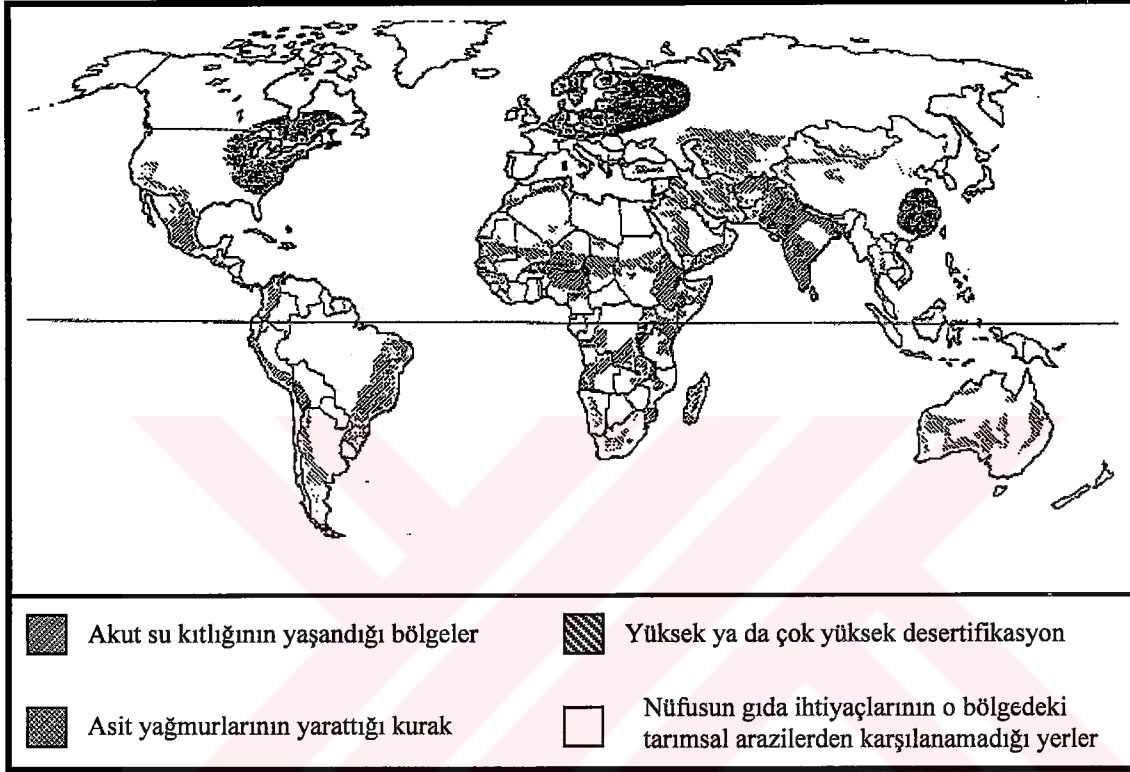 Akut su kıtlığının yaşandığı bölgeler
Yüksek ya da çok yüksek desertifikasyon
Asit yağmurlarının yarattığı kurak
Nüfusun gıda ihtiyaçlarının o bölgedeki
tarımsal arazilerden karşılanamadığı yerler